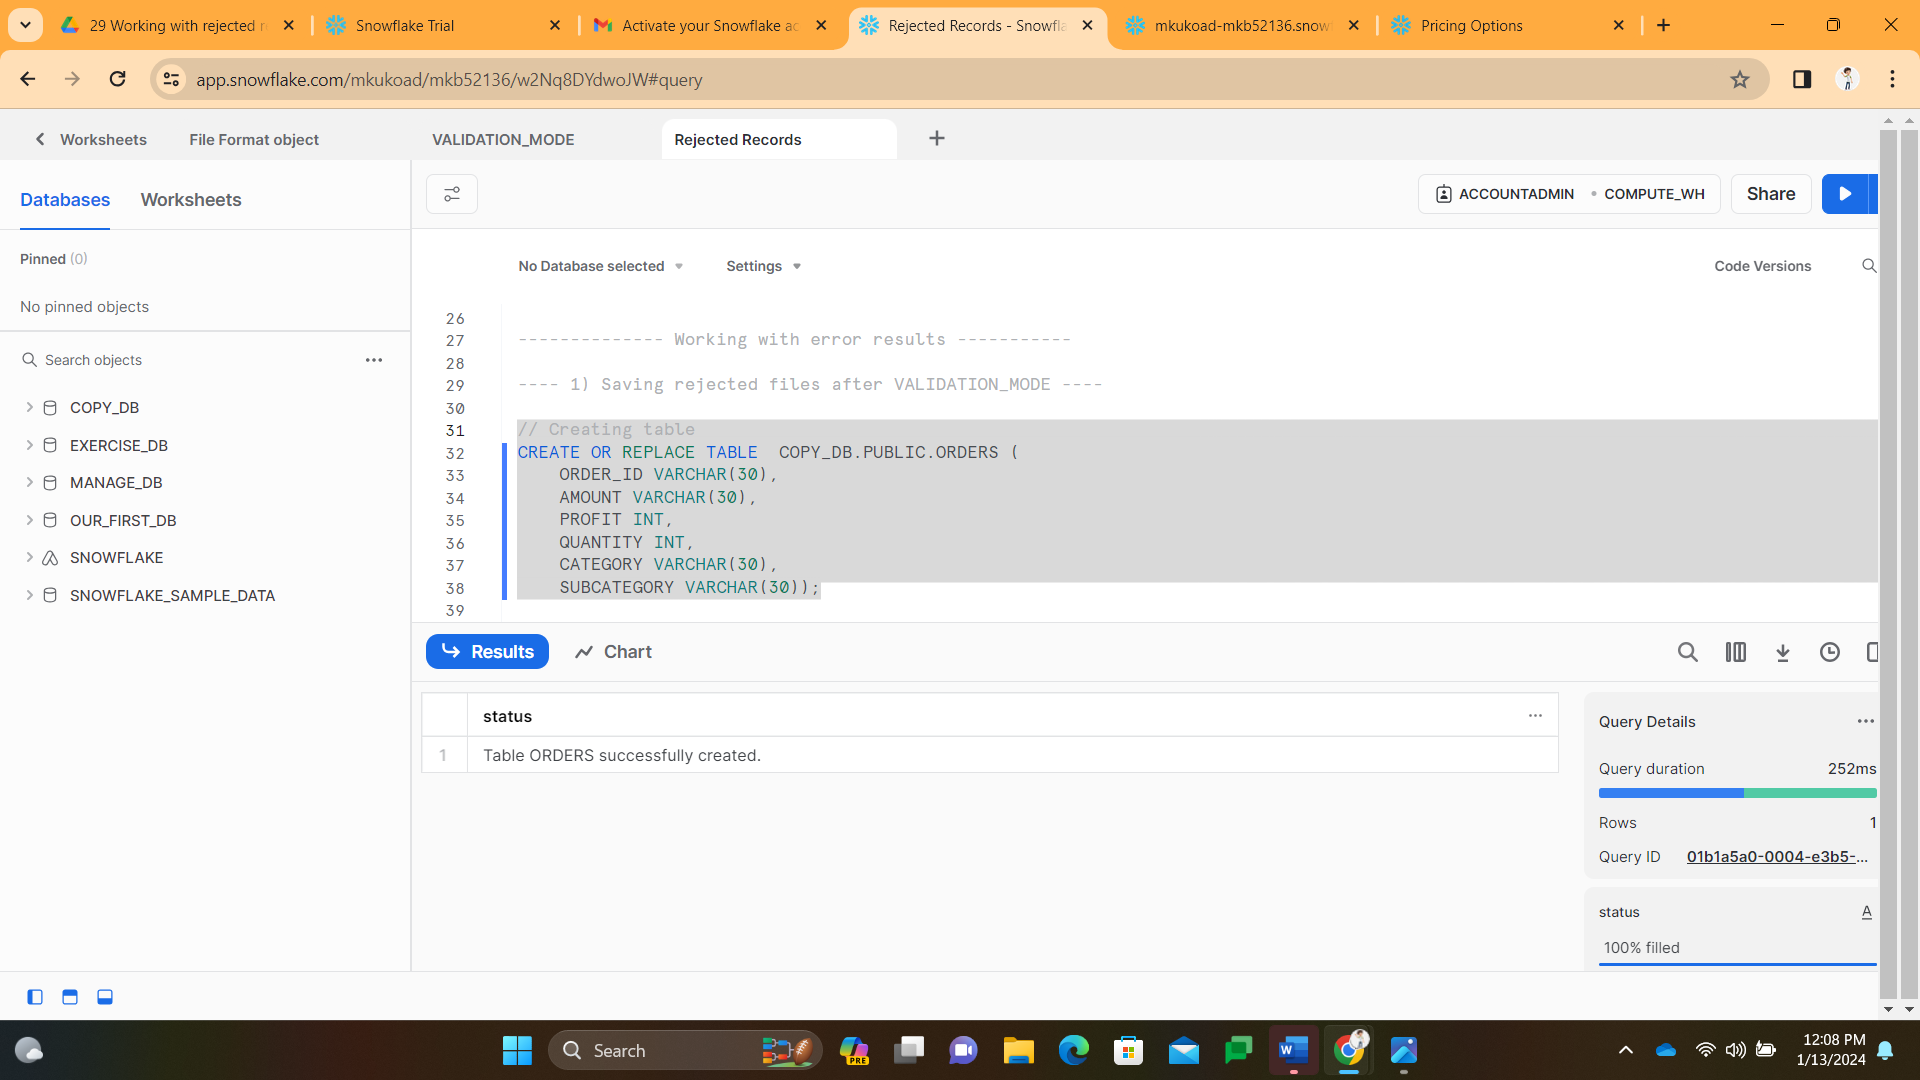 29 Working with rejected r
Snowflake Trial
Activate your Snowflake ac
Rejected Records - Snowfla
mkukoad-mkb52136.snowf
Pricing Options
app.snowflake.com/mkukoad/mkb52136/w2Nq8DYdwoJW#query
Worksheets
File Format object
VALIDATION_MODE
Rejected Records
Databases
Worksheets
ACCOUNTADMIN
COMPUTE_WH
Share
Pinned (0)
No pinned objects
Search objects
COPY_DB
EXERCISE_DB
MANAGE_DB
OUR_FIRST_DB
SNOWFLAKE
SNOWFLAKE_SAMPLE_DATA
No Database selected
Settings
Code Versions
26
27 -------------- Working with error results -----------
28
29 ---- 1) Saving rejected files after VALIDATION_MODE ----
30
31 // Creating table
32 CREATE OR REPLACE TABLE  COPY_DB.PUBLIC.ORDERS (
33 ORDER_ID VARCHAR(30),
34 AMOUNT VARCHAR(30),
35 PROFIT INT,
36 QUANTITY INT,
37 CATEGORY VARCHAR(30),
38 SUBCATEGORY VARCHAR(30));
39
Results
Chart
status
1 Table ORDERS successfully created.
Query Details
Query duration 252ms
Rows 1
Query ID 01b1a5a0-0004-e3b5-...
status A
100% filled
Search
PRE
12:08 PM
1/13/2024